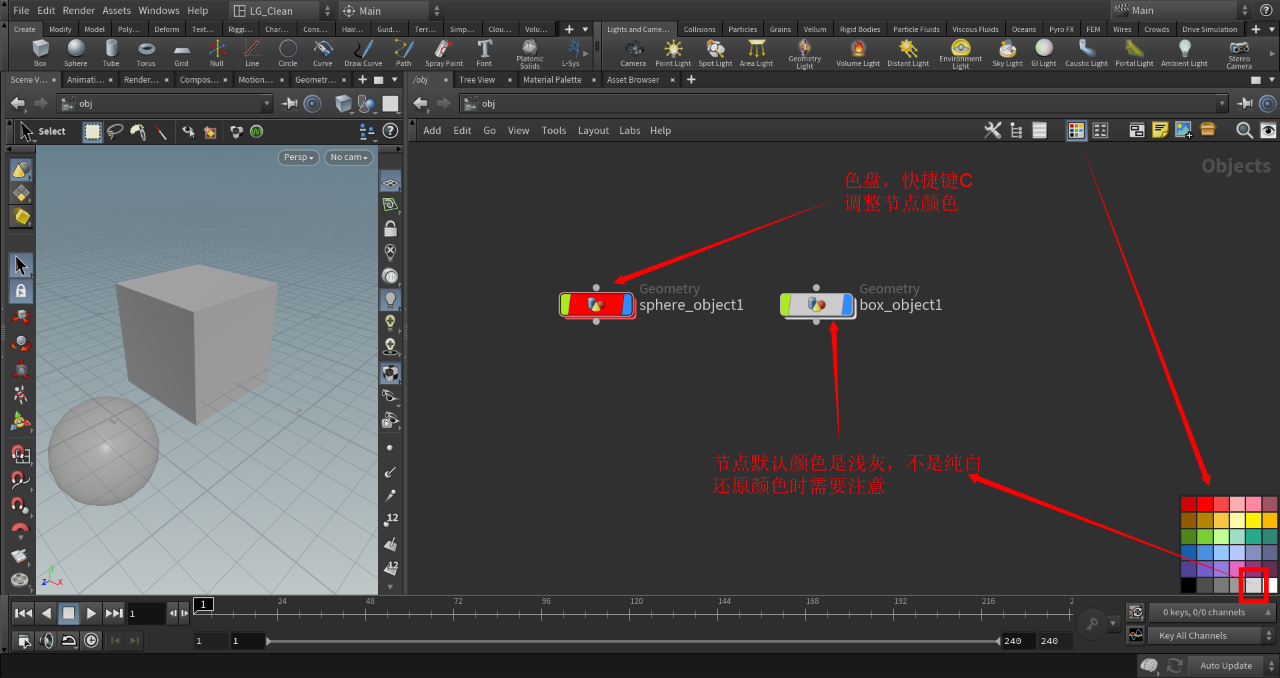 File Edit Render Assets Windows Help LG_Clean Main Main
Create Modify Model Poly... Deform Text... Riggi... Char... Cons... Hair... Guid... Terr... Simp... Clou... Volu...
Lights and Came... Collisions Particles Grains Vellum Rigid Bodies Particle Fluids Viscous Fluids Oceans Pyro FX FEM Wires Crowds Drive Simulation
Box Sphere Tube Torus Grid Null Line Circle Curve Draw Curve Path Spray Paint Font Platonic Solids L-Sys
Camera Point Light Spot Light Area Light Geometry Light Volume Light Distant Light Environment Light Sky Light GI Light Caustic Light Portal Light Ambient Light Stereo Camera
Scene V... Animati... Render... Compos... Motion... Geometr...
/obj Tree View Material Palette Asset Browser
obj
obj
Select
Add Edit Go View Tools Layout Labs Help
Persp No cam
Objects
色盘，快捷键C
调整节点颜色
Geometry
sphere_object1
Geometry
box_object1
节点默认颜色是浅灰，不是纯白
还原颜色时需要注意
12
12
y
z x
1
1
24 48 72 96 120 144 168 192 216 2
0 keys, 0/0 channels
1 1 240 240
Key All Channels
Auto Update